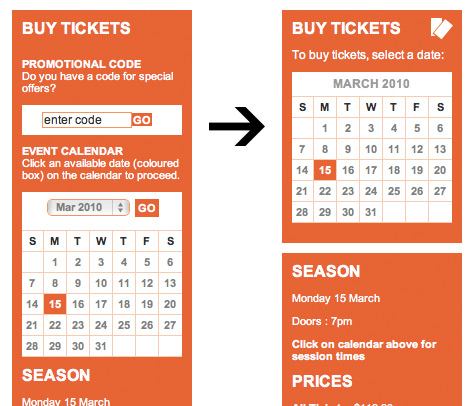 BUY TICKETS
PROMOTIONAL CODE
Do you have a code for special
offers?
enter code GO
EVENT CALENDAR
Click an available date (coloured
box) on the calendar to proceed.
Mar 2010 GO
S M T W T F S
1 2 3 4 5 6
7 8 9 10 11 12 13
14 15 16 17 18 19 20
21 22 23 24 25 26 27
28 29 30 31
SEASON
Monday 15 March
BUY TICKETS
To buy tickets, select a date:
MARCH 2010
S M T W T F S
1 2 3 4 5 6
7 8 9 10 11 12 13
14 15 16 17 18 19 20
21 22 23 24 25 26 27
28 29 30 31
SEASON
Monday 15 March
Doors : 7pm
Click on calendar above for
session times
PRICES